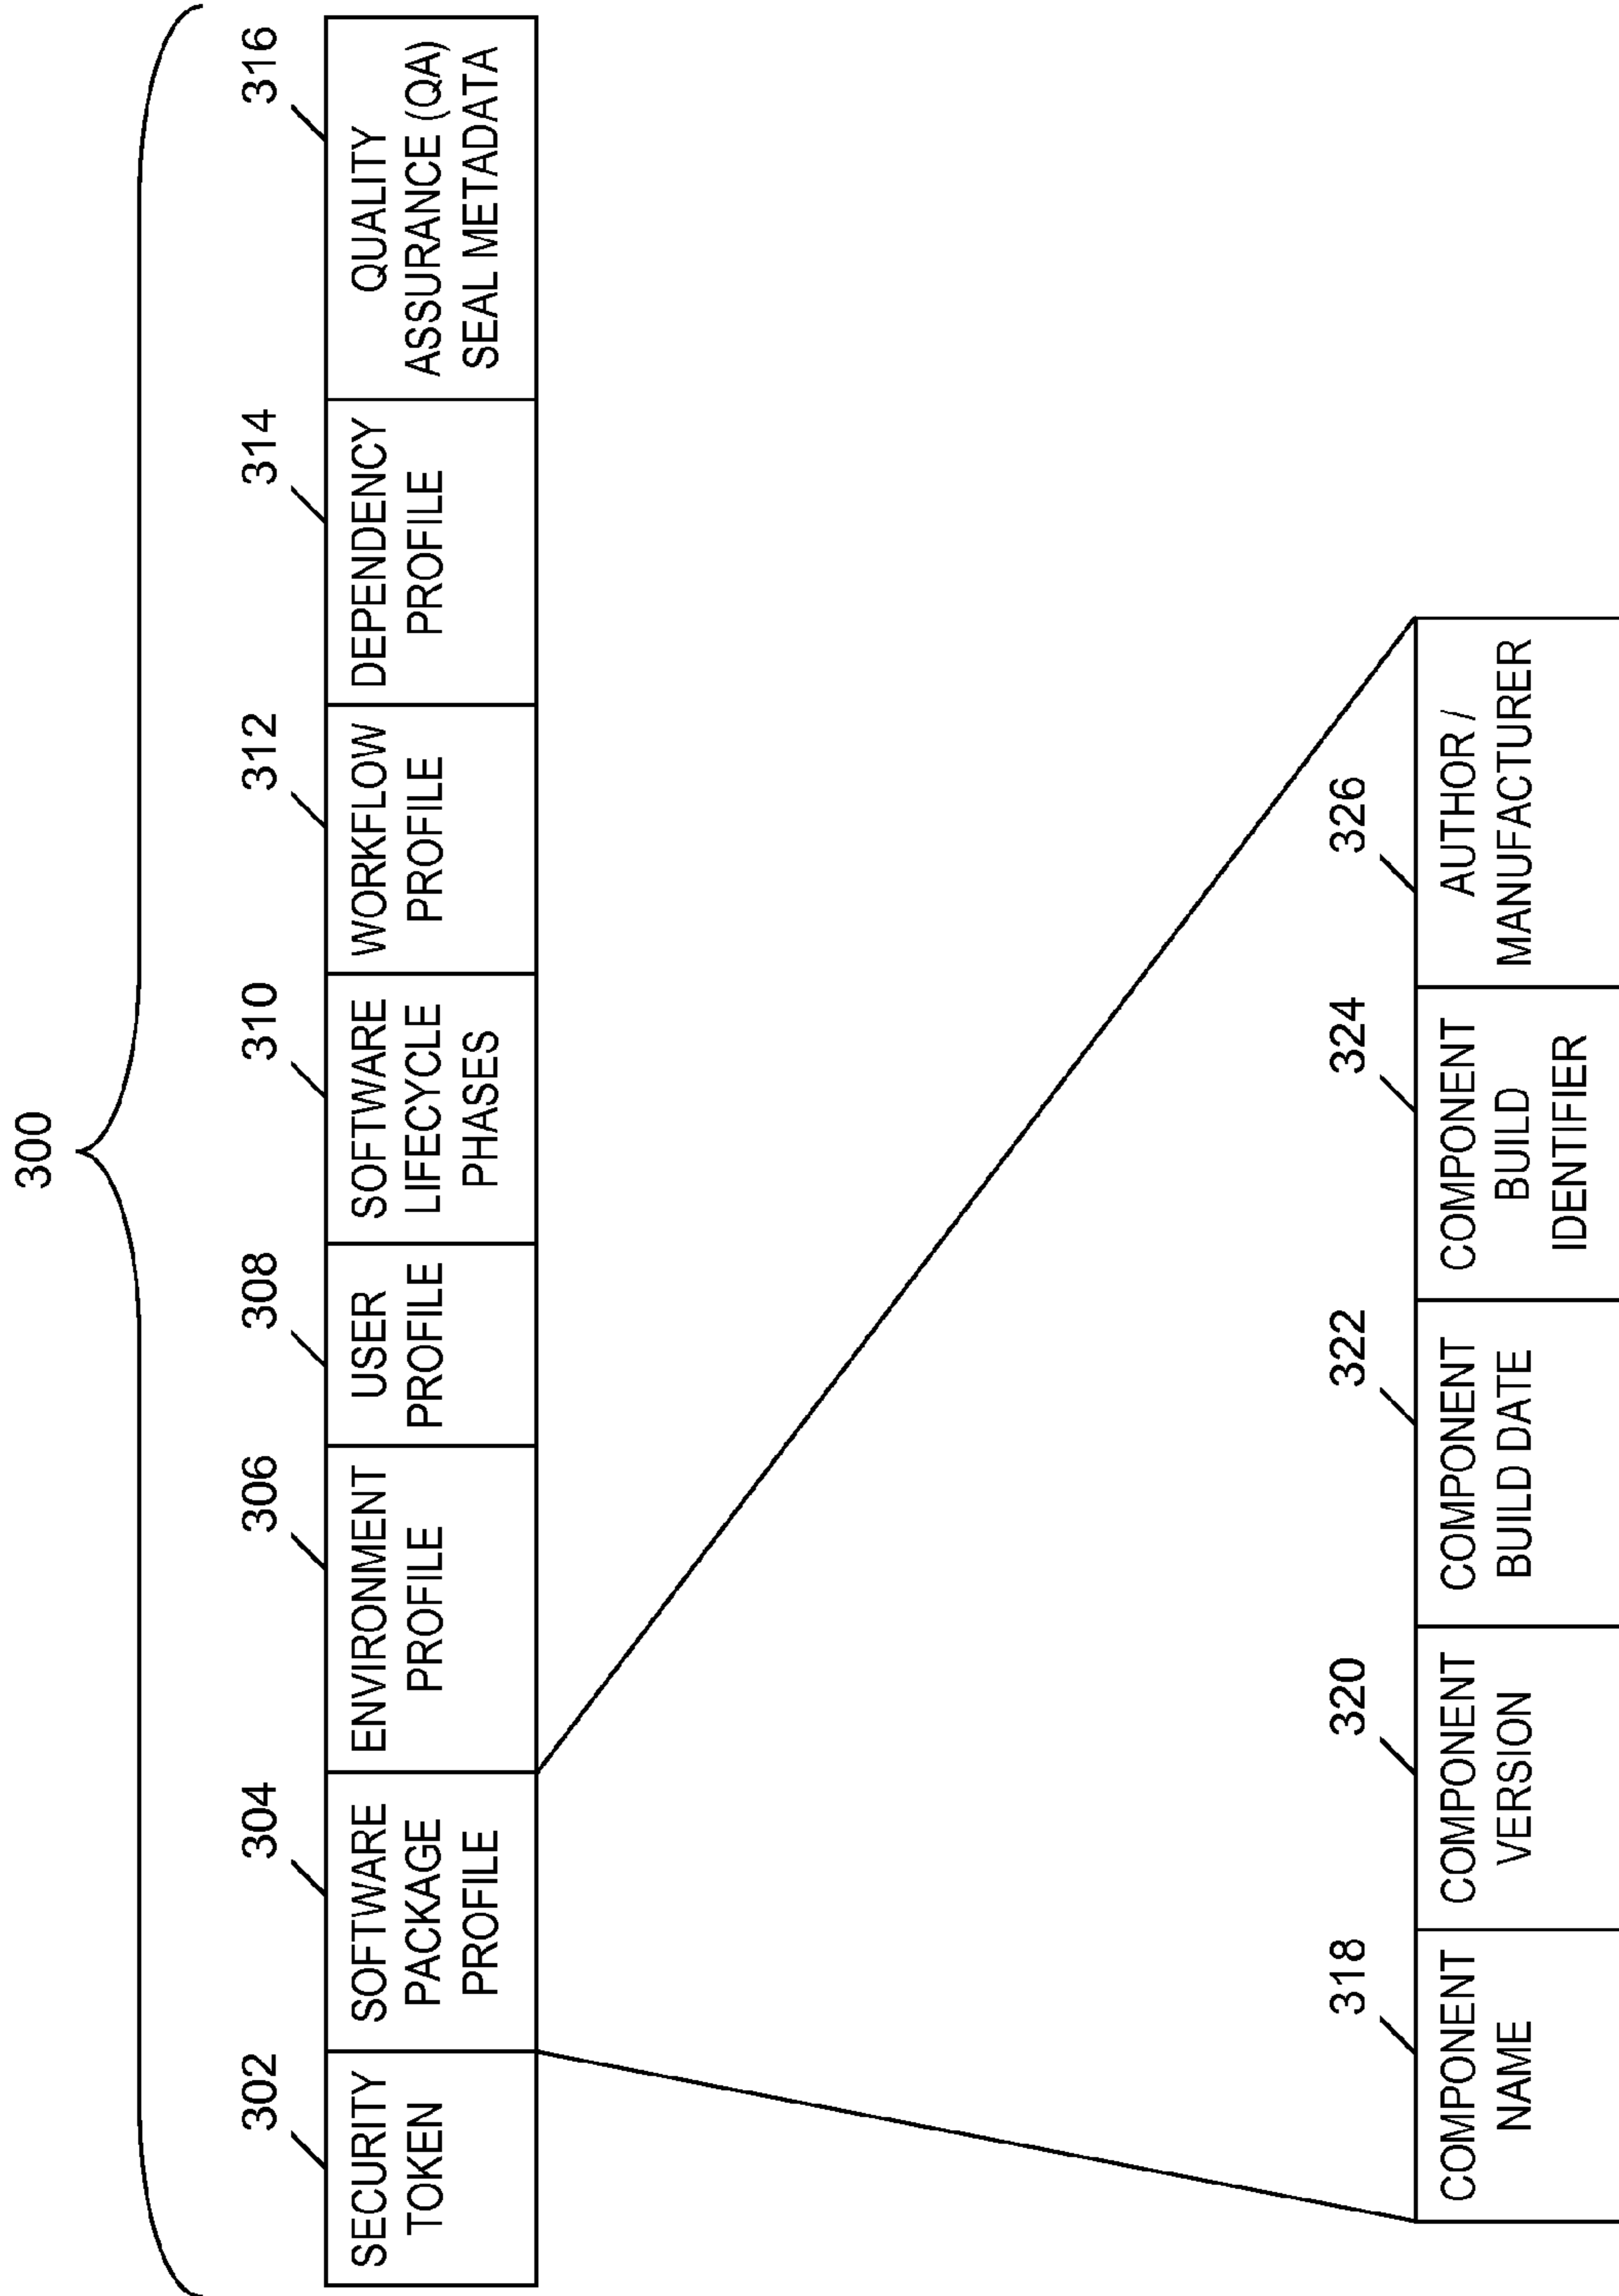 300
302
304
306
308
310
312
314
316
SECURITY
TOKEN
SOFTWARE
PACKAGE
PROFILE
ENVIRONMENT
PROFILE
USER
PROFILE
SOFTWARE
LIFECYCLE
PHASES
WORKFLOW
PROFILE
DEPENDENCY
PROFILE
QUALITY
ASSURANCE (QA)
SEAL METADATA
318
320
322
324
326
COMPONENT
NAME
COMPONENT
VERSION
COMPONENT
BUILD DATE
COMPONENT
BUILD
IDENTIFIER
AUTHOR /
MANUFACTURER